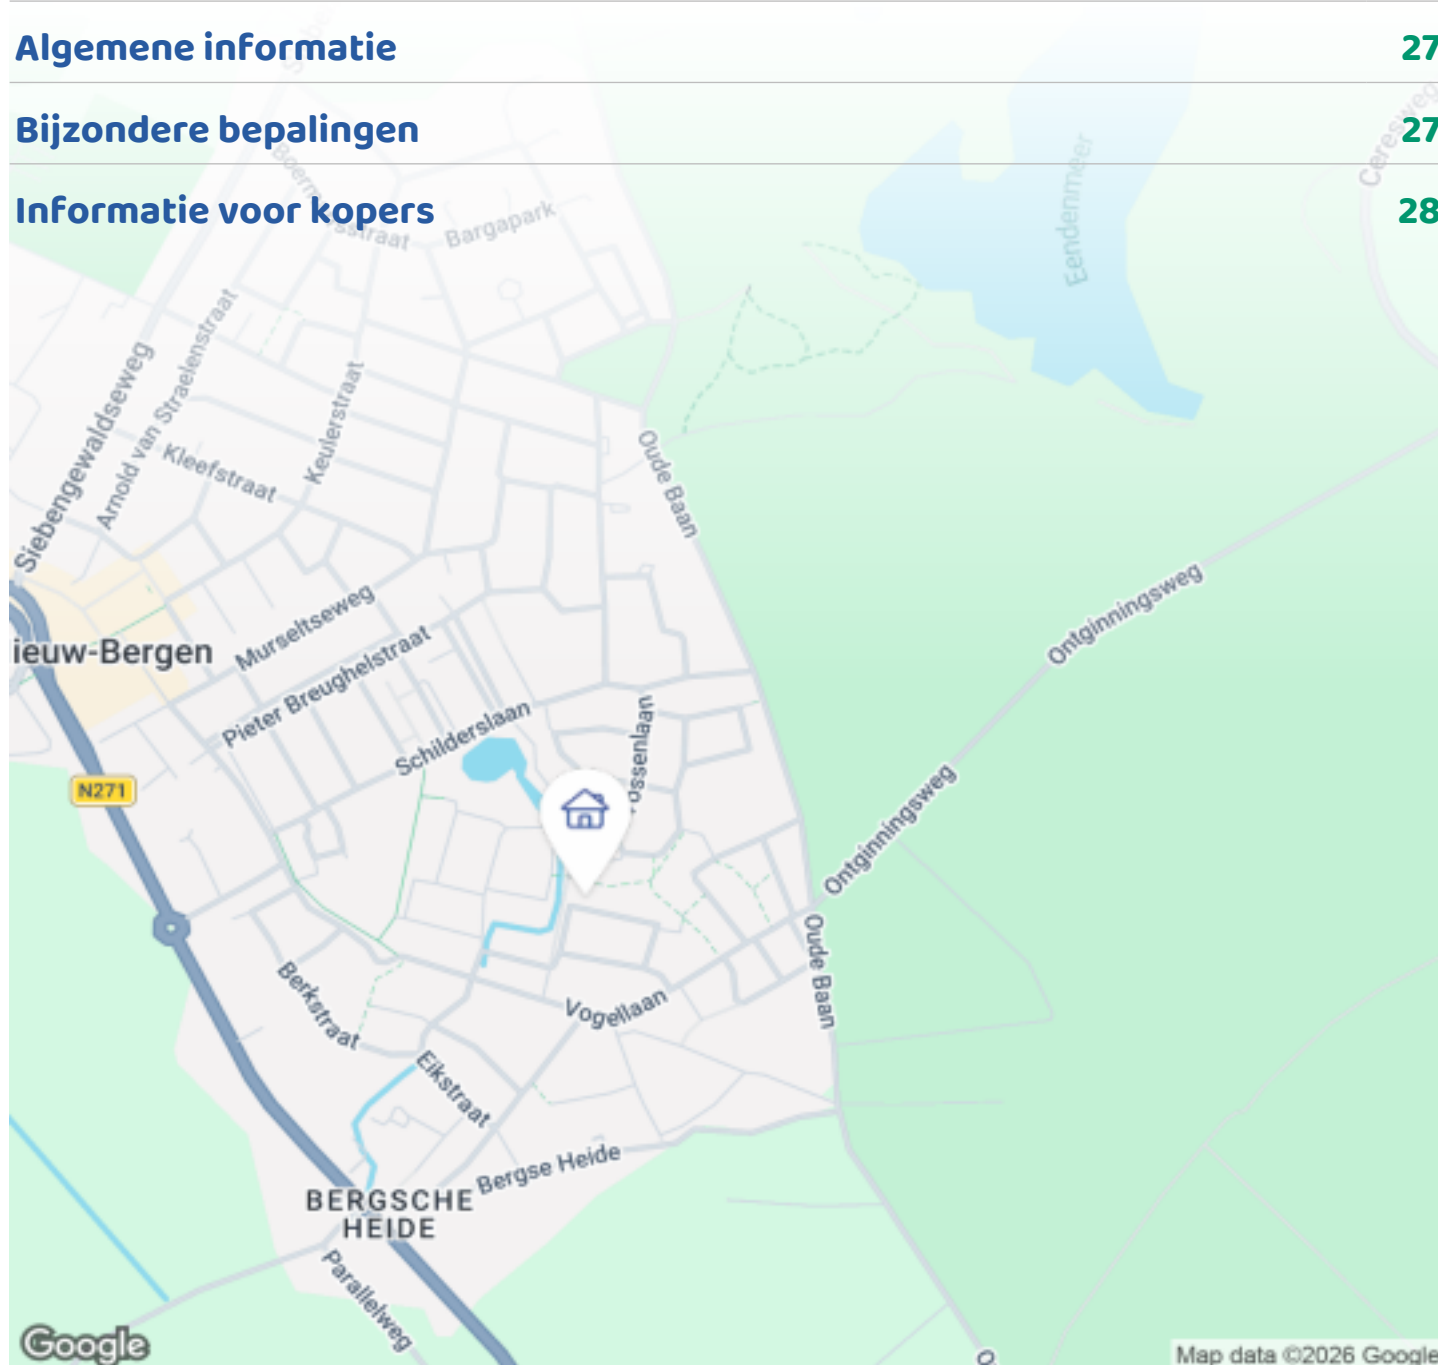 Algemene informatie 27
Bijzondere bepalingen 27
Informatie voor kopers 28
Ceresweg
Eendenmeer
Bargapark
Siebengewaldseweg
Arnold van Straelenstraat
Keulerstraat
Kleefstraat
Oude Baan
Ontginningsweg
Murseltseweg
ieuw-Bergen
Pieter Breughelstraat
Schilderslaan
ossenlaan
N271
Ontginningsweg
Oude Baan
Berkstraat
Vogellaan
Eikstraat
Bergse Heide
BERGSCHE
HEIDE
Parallelweg
Google
Map data ©2026 Google